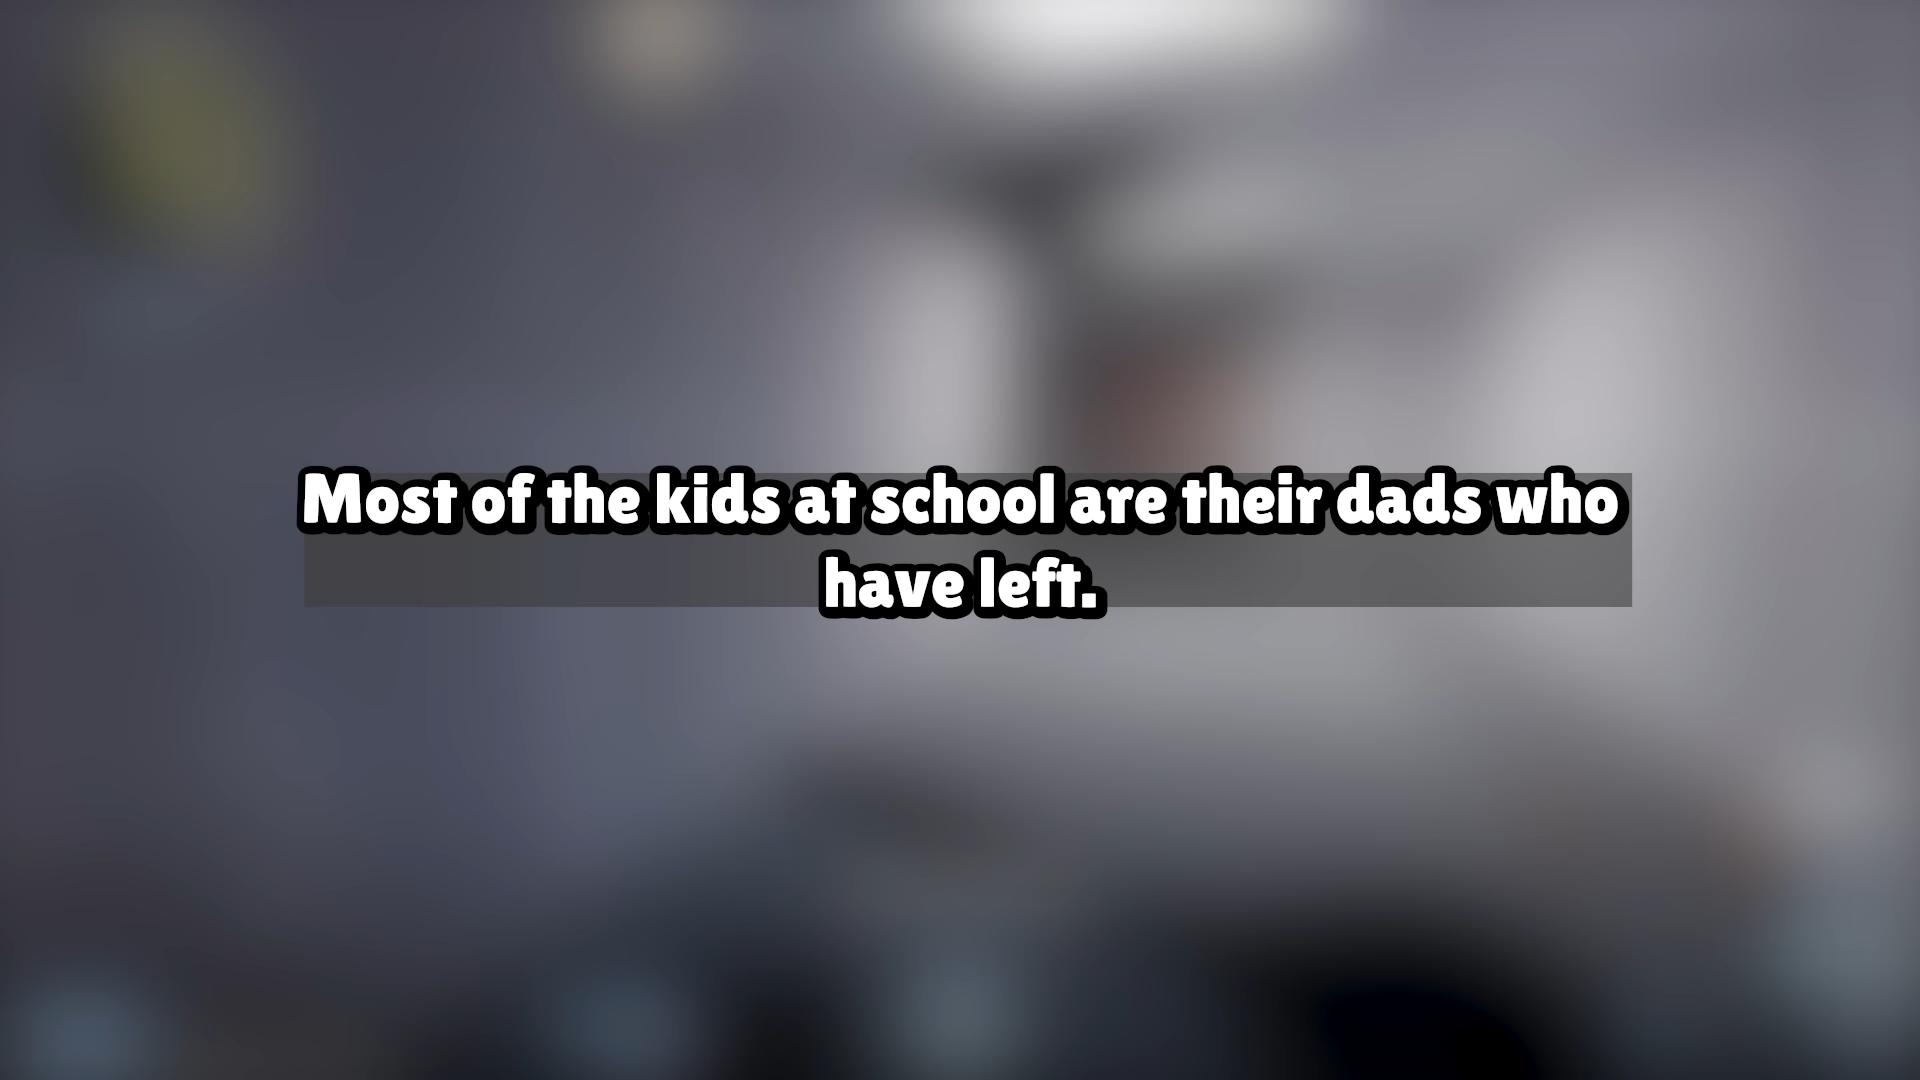 Most of the kids at school are their dads who
have left.